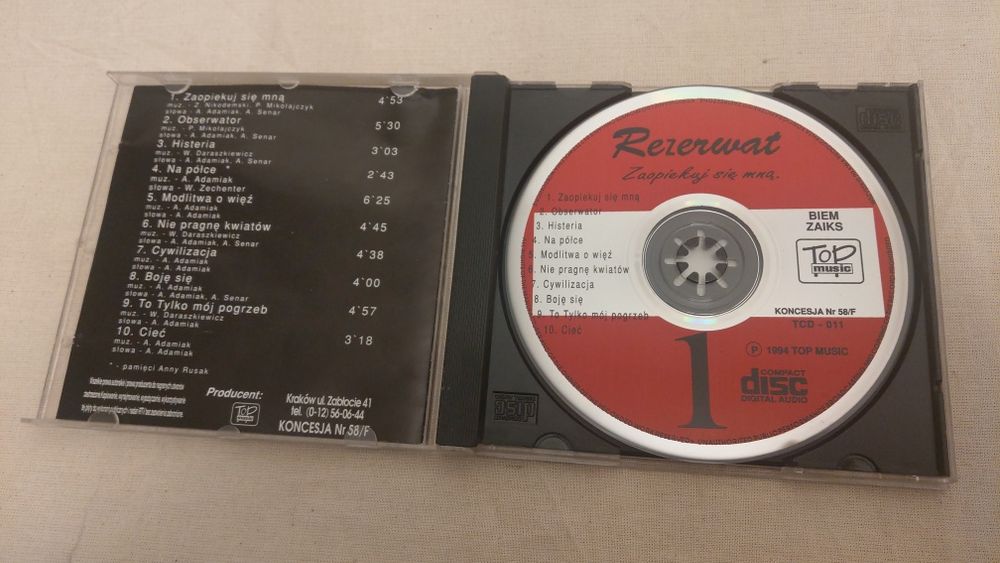 1. Zaopiekuj się mną 4`53
muz. - Z. Nikodemski, P. Mikołajczyk
słowa - A. Adamiak, A. Senar
2. Obserwator 5`30
muz. - P. Mikołajczyk
słowa - A. Adamiak, A. Senar
3. Histeria 3`03
muz. - W. Daraszkiewicz
słowa - A. Adamiak, A. Senar
4. Na półce * 2`43
muz. - A. Adamiak
słowa - W. Zechenter
5. Modlitwa o więź 6`25
muz. - A. Adamiak
słowa - A. Adamiak
6. Nie pragnę kwiatów 4`45
muz. - W. Daraszkiewicz
słowa - A. Adamiak, A. Senar
7. Cywilizacja 4`38
muz. - A. Adamiak
słowa - A. Adamiak
8. Boję się 4`00
muz. - A. Adamiak
słowa - A. Adamiak, A. Senar
9. To Tylko mój pogrzeb 4`57
muz. - W. Daraszkiewicz
słowa - A. Adamiak
10. Cieć 3`18
muz. - A. Adamiak
słowa - A. Adamiak
* - pamięci Anny Rusak
Producent:
TOP music
Kraków ul. Zabłocie 41
tel. (0-12) 56-06-44
KONCESJA Nr 58/F
Rezerwat
Zaopiekuj się mną.
1. Zaopiekuj się mną
2. Obserwator
3. Histeria
4. Na półce
5. Modlitwa o więź
6. Nie pragnę kwiatów
7. Cywilizacja
8. Boję się
9. To Tylko mój pogrzeb
10. Cieć
BIEM
ZAIKS
TOP
music
KONCESJA Nr 58/F
TCD - 011
Ⓟ 1994 TOP MUSIC
1
COMPACT
disc
DIGITAL AUDIO
disc
disc